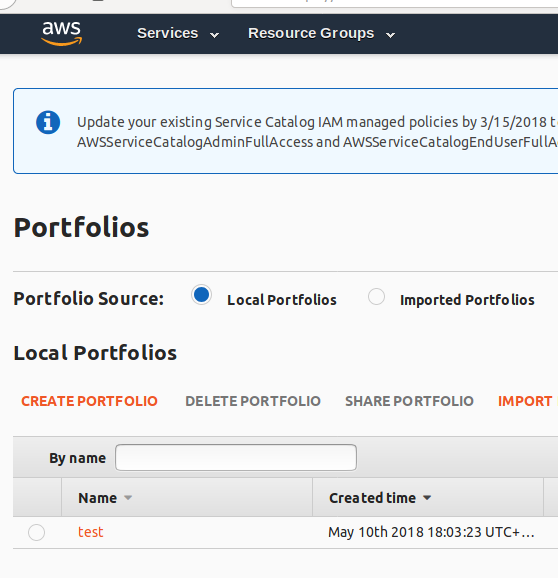 aws Services Resource Groups
Update your existing Service Catalog IAM managed policies by 3/15/2018
AWSServiceCatalogAdminFullAccess and
Portfolios
Portfolio Source: Local Portfolios Imported Portfolios
Local Portfolios
CREATE PORTFOLIO DELETE PORTFOLIO SHARE PORTFOLIO IMPORT
By name
Name Created time
test May 10th 2018 18:03:23 UTC+...